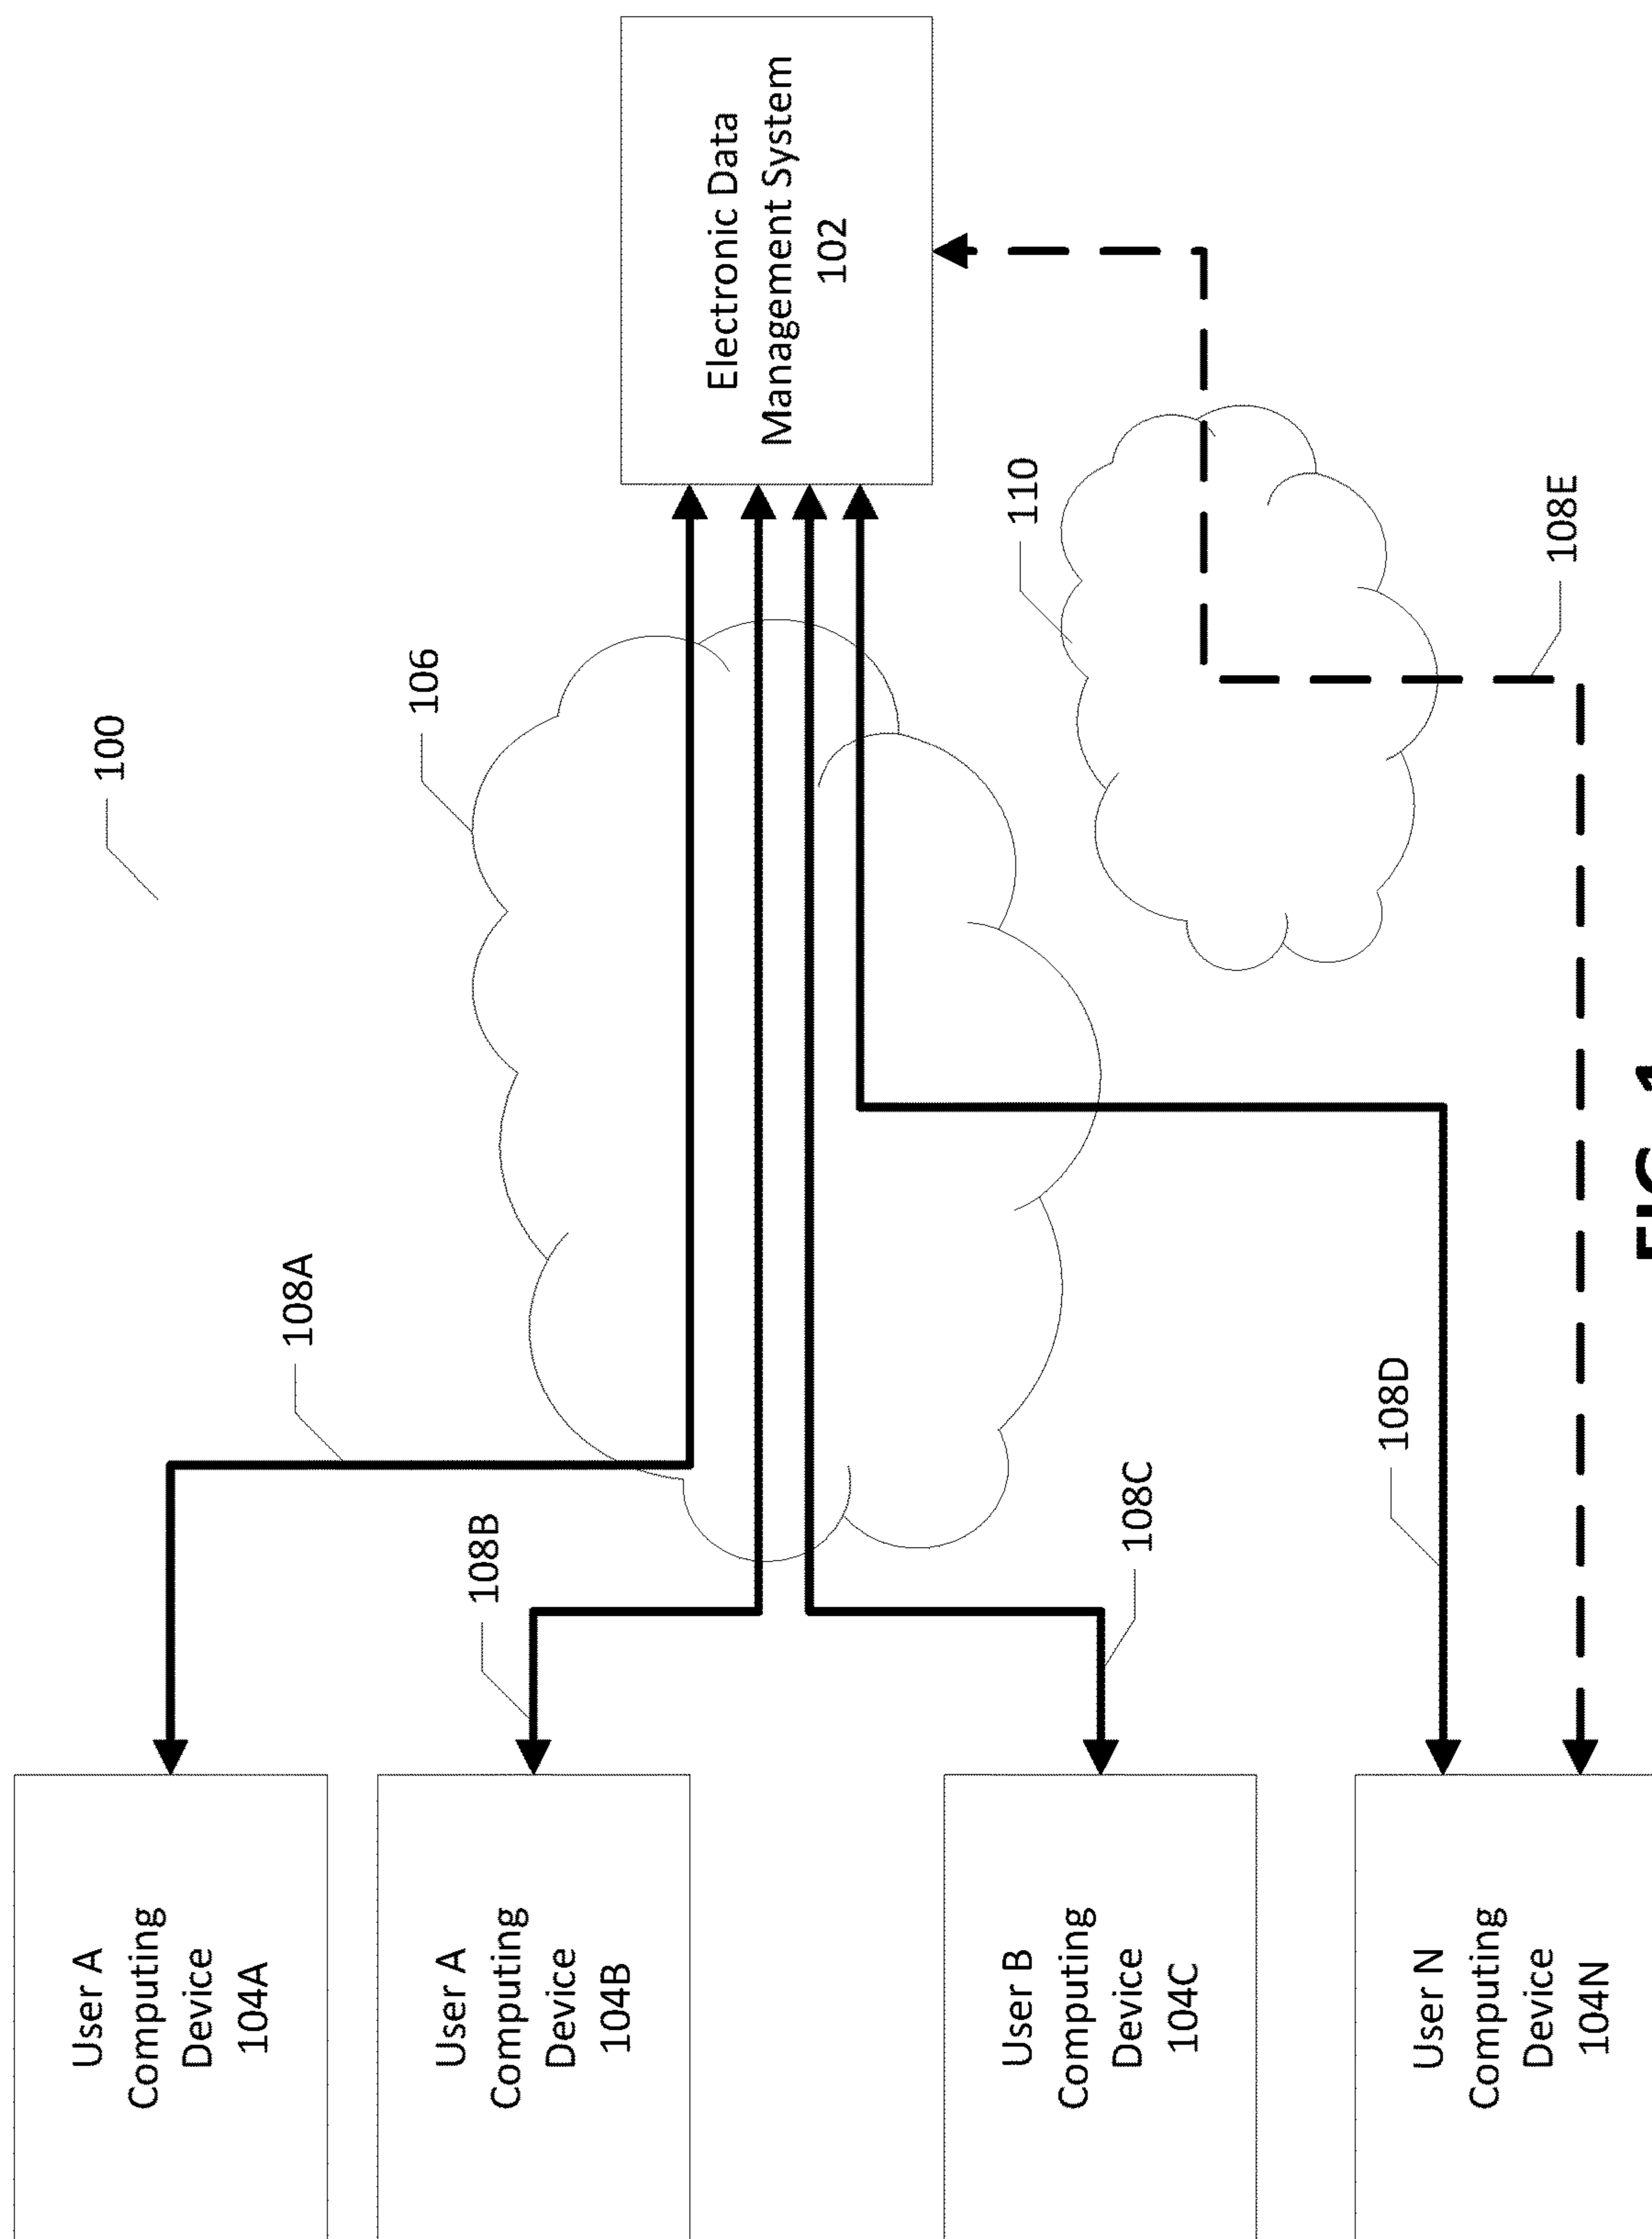 100
106
108A
108B
Electronic Data
Management System
102
110
108C
108D
108E
User A
Computing
Device
104A
User A
Computing
Device
104B
User B
Computing
Device
104C
User N
Computing
Device
104N